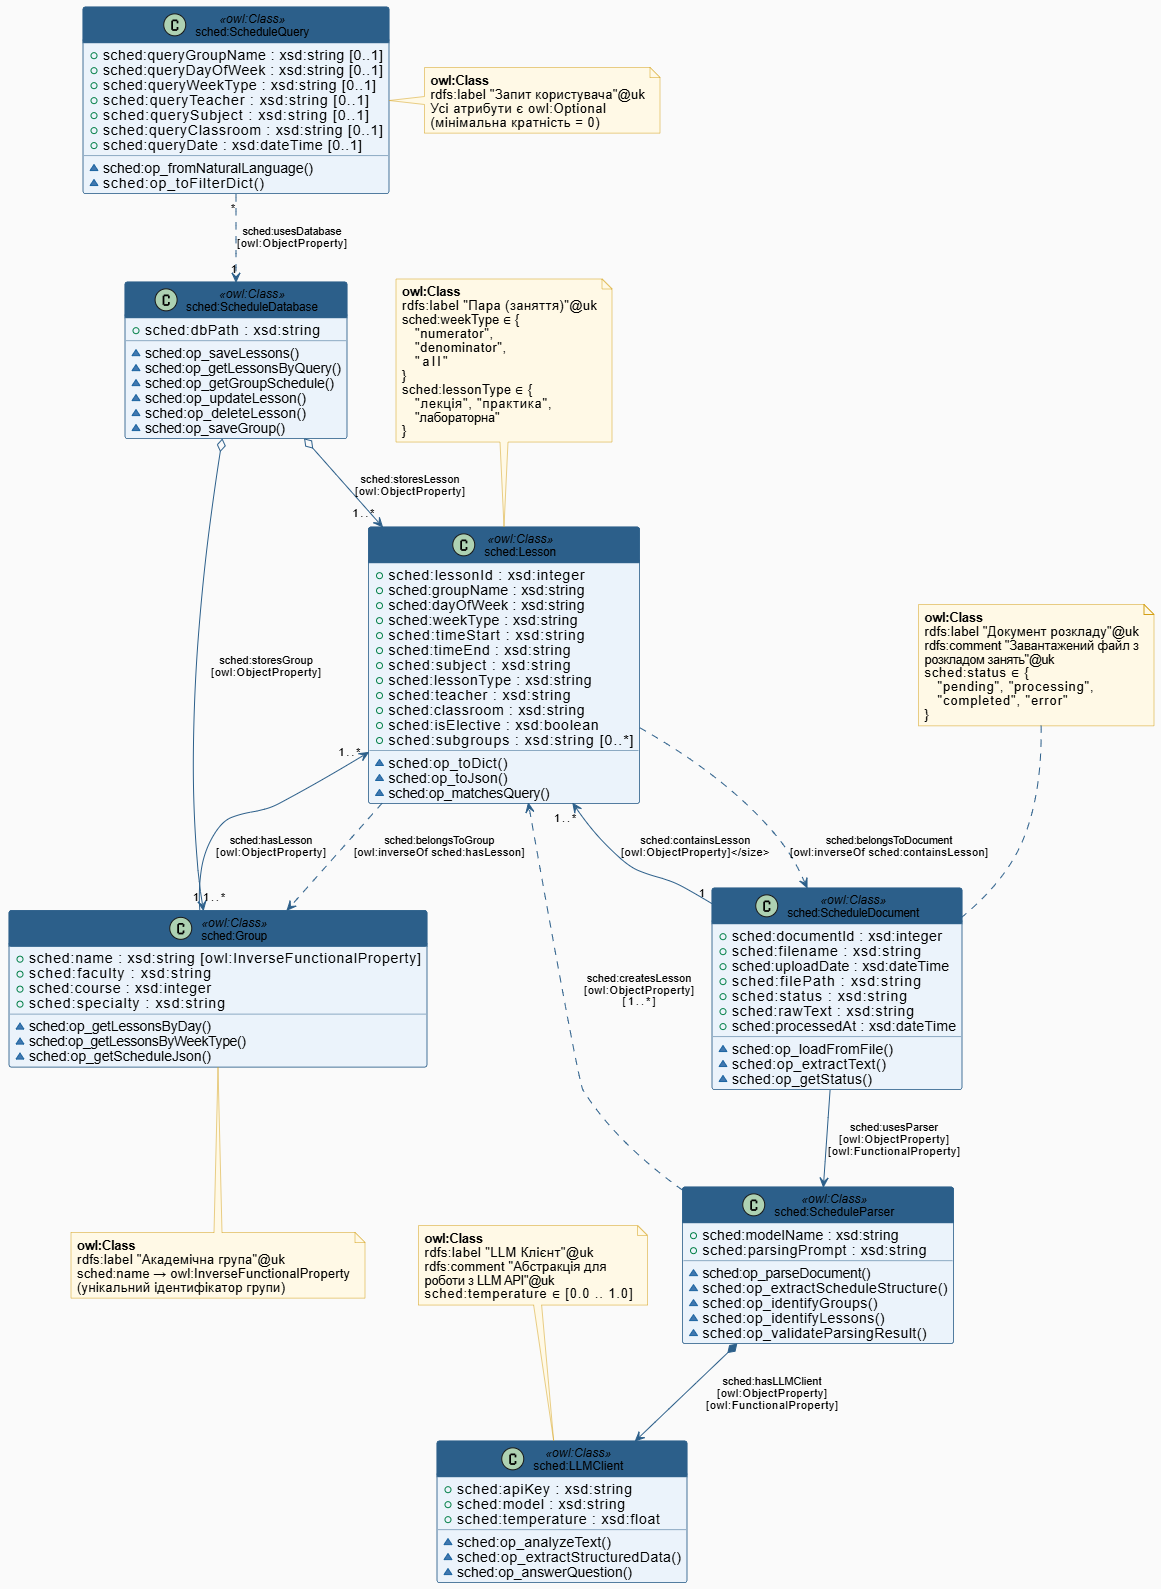 «owl:Class»
sched:ScheduleQuery
sched:queryGroupName : xsd:string [0..1]
sched:queryDayOfWeek : xsd:string [0..1]
sched:queryWeekType : xsd:string [0..1]
sched:queryTeacher : xsd:string [0..1]
sched:querySubject : xsd:string [0..1]
sched:queryClassroom : xsd:string [0..1]
sched:queryDate : xsd:dateTime [0..1]
sched:op_fromNaturalLanguage()
sched:op_toFilterDict()
owl:Class
rdfs:label "Запит користувача"@uk
Усі атрибути є owl:Optional
(мінімальна кратність = 0)
*
sched:usesDatabase
[owl:ObjectProperty]
1
«owl:Class»
sched:ScheduleDatabase
sched:dbPath : xsd:string
sched:op_saveLessons()
sched:op_getLessonsByQuery()
sched:op_getGroupSchedule()
sched:op_updateLesson()
sched:op_deleteLesson()
sched:op_saveGroup()
owl:Class
rdfs:label "Пара (заняття)"@uk
sched:weekType ∈ {
"numerator",
"denominator",
"all"
}
sched:lessonType ∈ {
"лекція", "практика",
"лабораторна"
}
sched:storesLesson
[owl:ObjectProperty]
1..*
«owl:Class»
sched:Lesson
sched:lessonId : xsd:integer
sched:groupName : xsd:string
sched:dayOfWeek : xsd:string
sched:weekType : xsd:string
sched:timeStart : xsd:string
sched:timeEnd : xsd:string
sched:subject : xsd:string
sched:lessonType : xsd:string
sched:teacher : xsd:string
sched:classroom : xsd:string
sched:isElective : xsd:boolean
sched:subgroups : xsd:string [0..*]
sched:op_toDict()
sched:op_toJson()
sched:op_matchesQuery()
owl:Class
rdfs:label "Документ розкладу"@uk
rdfs:comment "Завантажений файл з
розкладом занять"@uk
sched:status ∈ {
"pending", "processing",
"completed", "error"
}
sched:storesGroup
[owl:ObjectProperty]
1..*
1..*
sched:hasLesson
[owl:ObjectProperty]
sched:belongsToGroup
[owl:inverseOf sched:hasLesson]
sched:containsLesson
[owl:ObjectProperty]</size>
sched:belongsToDocument
[owl:inverseOf sched:containsLesson]
1
1..*
1
«owl:Class»
sched:Group
sched:name : xsd:string [owl:InverseFunctionalProperty]
sched:faculty : xsd:string
sched:course : xsd:integer
sched:specialty : xsd:string
sched:op_getLessonsByDay()
sched:op_getLessonsByWeekType()
sched:op_getScheduleJson()
sched:createsLesson
[owl:ObjectProperty]
[1..*]
«owl:Class»
sched:ScheduleDocument
sched:documentId : xsd:integer
sched:filename : xsd:string
sched:uploadDate : xsd:dateTime
sched:filePath : xsd:string
sched:status : xsd:string
sched:rawText : xsd:string
sched:processedAt : xsd:dateTime
sched:op_loadFromFile()
sched:op_extractText()
sched:op_getStatus()
sched:usesParser
[owl:ObjectProperty]
[owl:FunctionalProperty]
owl:Class
rdfs:label "Академічна група"@uk
sched:name → owl:InverseFunctionalProperty
(унікальний ідентифікатор групи)
owl:Class
rdfs:label "LLM Клієнт"@uk
rdfs:comment "Абстракція для
роботи з LLM API"@uk
sched:temperature ∈ [0.0 .. 1.0]
«owl:Class»
sched:ScheduleParser
sched:modelName : xsd:string
sched:parsingPrompt : xsd:string
sched:op_parseDocument()
sched:op_extractScheduleStructure()
sched:op_identifyGroups()
sched:op_identifyLessons()
sched:op_validateParsingResult()
sched:hasLLMClient
[owl:ObjectProperty]
[owl:FunctionalProperty]
«owl:Class»
sched:LLMClient
sched:apiKey : xsd:string
sched:model : xsd:string
sched:temperature : xsd:float
sched:op_analyzeText()
sched:op_extractStructuredData()
sched:op_answerQuestion()